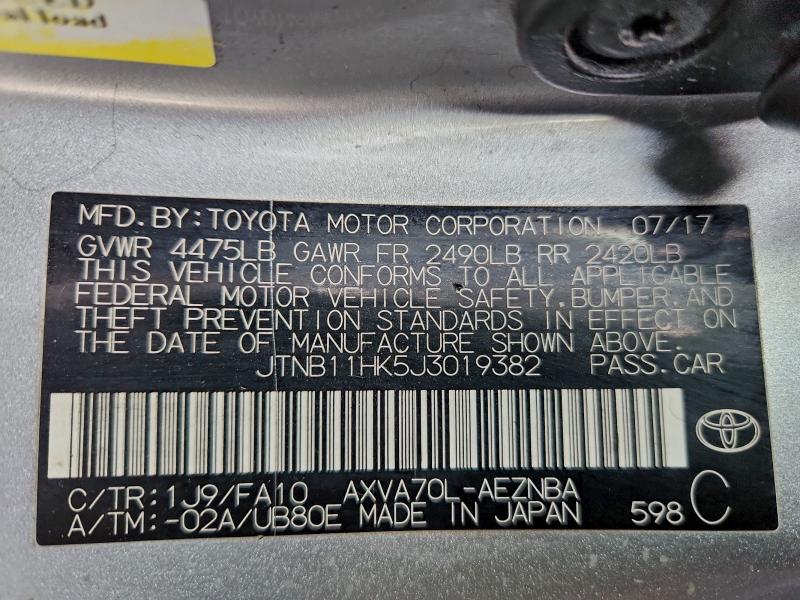 MFD.BY:TOYOTA MOTOR CORPORATION 07/17
GVWR 4475LB GAWR FR 2490LB RR 2420LB
THIS VEHICLE CONFORMS TO ALL APPLICABLE
FEDERAL MOTOR VEHICLE SAFETY,BUMPER,AND
THEFT PREVENTION STANDARDS IN EFFECT ON
THE DATE OF MANUFACTURE SHOWN ABOVE.
JTNB11HK5J3019382 PASS.CAR
C/TR:1J9/FA10 AXVA70L-AEZNBA
A/TM:-02A/UB80E MADE IN JAPAN 598 C